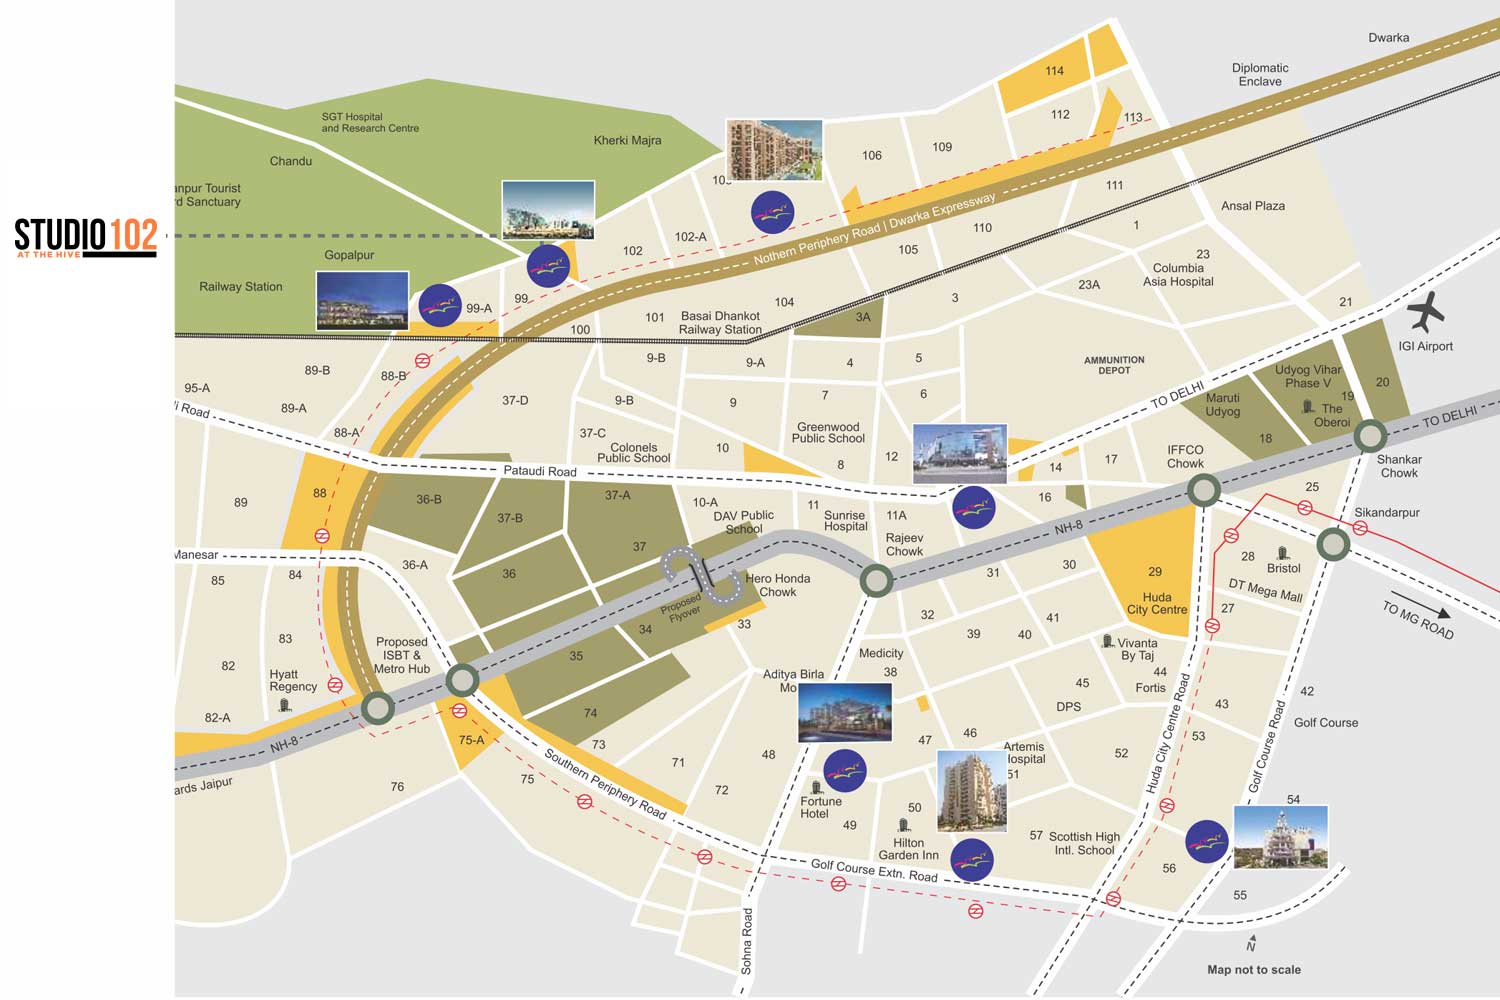 STUDIO 102
AT THE HIVE
Dwarka
Diplomatic
Enclave
114
112
113
SGT Hospital
and Research Centre
Kherki Majra
Chandu
106
109
111
anpur Tourist
rd Sanctuary
Ansal Plaza
Gopalpur
Railway Station
102
102-A
Nothern Periphery Road | Dwarka Expressway
105
110
1
23
Columbia
Asia Hospital
23A
3
21
99-A
99
100
101
104
Basai Dhankot
Railway Station
3A
IGI Airport
89-B
88-B
95-A
89-A
9-B
9-A
4
5
AMMUNITION
DEPOT
Udyog Vihar
Phase V
20
19
The
Oberoi
Maruti
Udyog
18
TO DELHI
TO DELHI
37-D
9-B
9
7
6
i Road
88-A
37-C
Colonels
Public School
10
Greenwood
Public School
8
12
14
17
IFFCO
Chowk
Shankar
Chowk
Pataudi Road
88
89
36-B
37-B
37-A
10-A
11
DAV Public
School
Sunrise
Hospital
11A
16
25
Sikandarpur
NH-8
Rajeev
Chowk
37
Manesar
84
85
36-A
36
Hero Honda
Chowk
31
30
29
Huda
City Centre
28
Bristol
DT Mega Mall
27
TO MG ROAD
Proposed
Flyover
34
33
32
39
40
41
83
82
Proposed
ISBT &
Metro Hub
35
Medicity
38
Vivanta
By Taj
44
Fortis
Hyatt
Regency
Aditya Birla
Mo
45
DPS
43
42
Golf Course
82-A
NH-8
74
73
75-A
71
72
48
47
46
Artemis
ospital
51
52
53
Huda City Centre Road
Golf Course Road
ards Jaipur
76
75
Southern Periphery Road
Fortune
Hotel
49
50
Hilton
Garden Inn
57
Scottish High
Intl. School
54
56
55
Golf Course Extn. Road
Sohna Road
N
Map not to scale